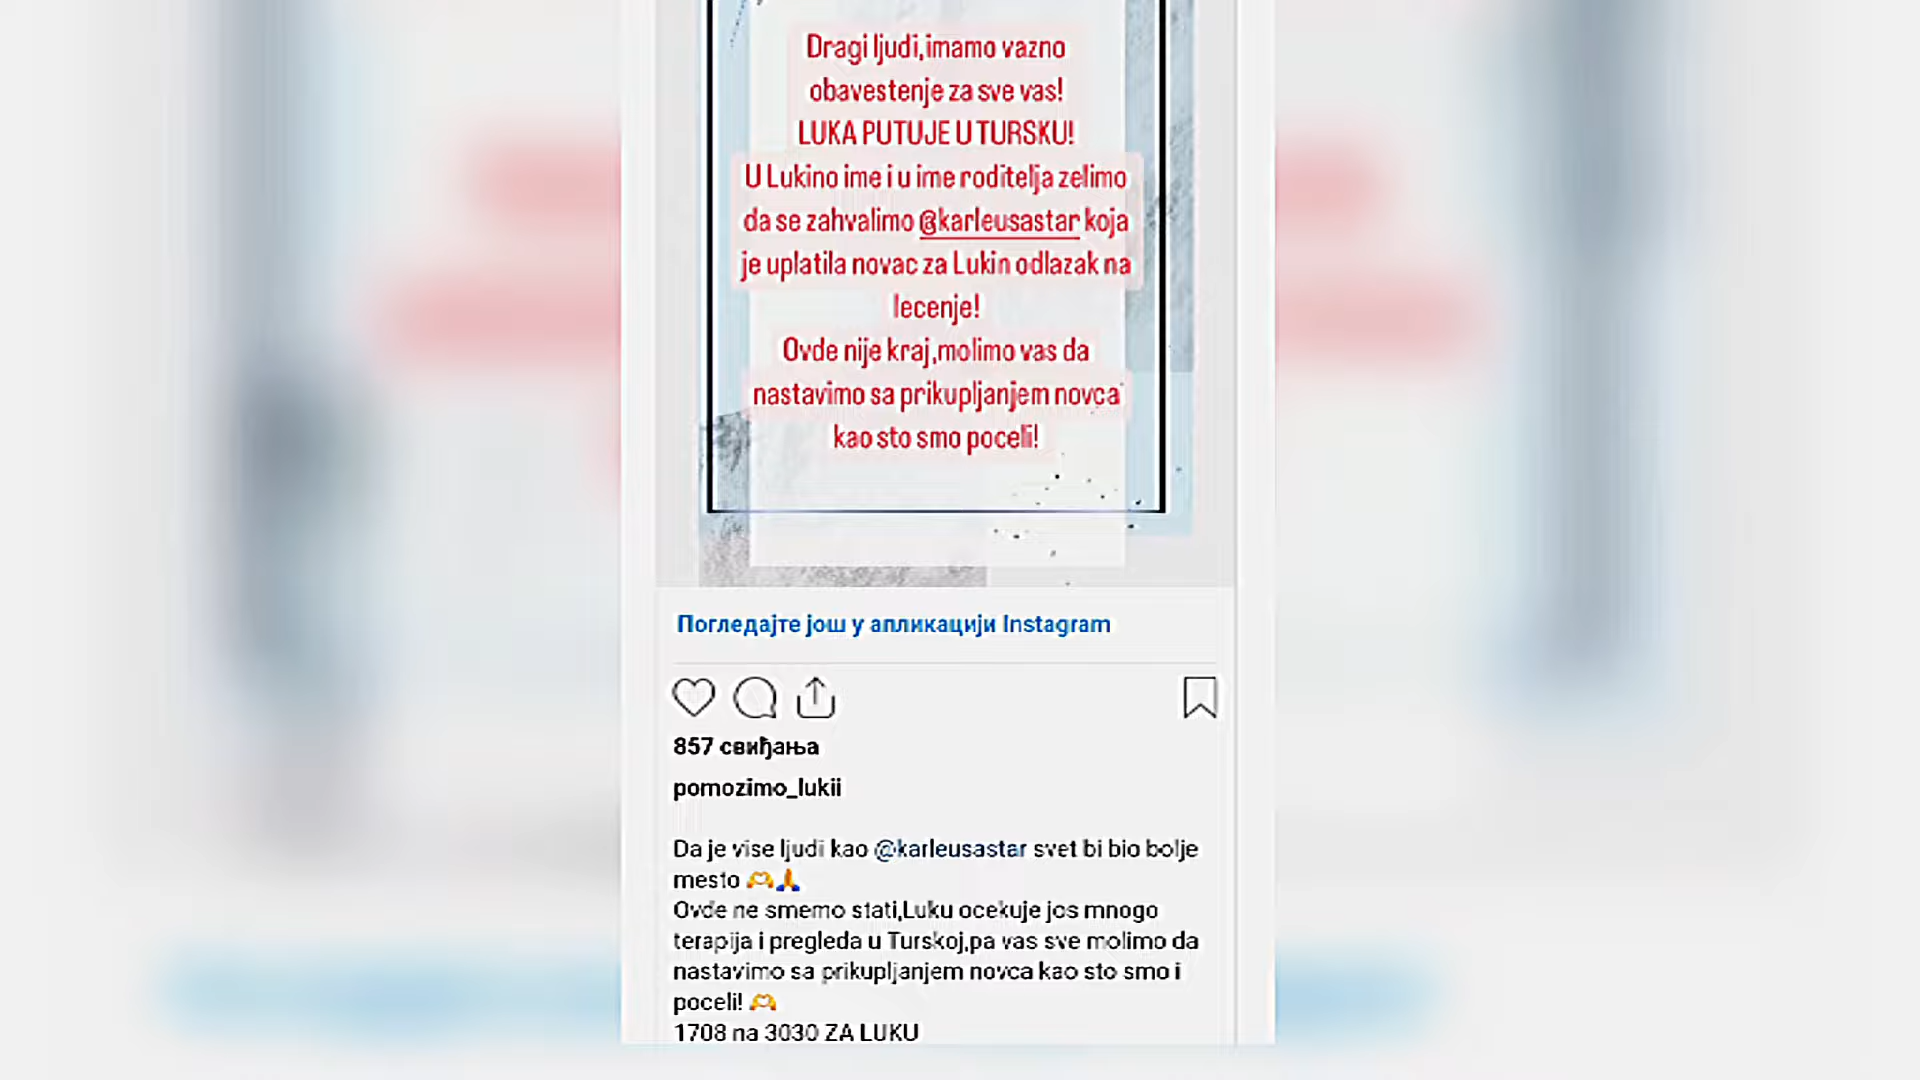 Dragi ljudi,imamo vazno
obavestenje za sve vas!
LUKA PUTUJE U TURSKU!
U Lukino ime i u ime roditelja zelimo
da se zahvalimo @karleusastar koja
je uplatila novac za Lukin odlazak na
lecenje!
Ovde nije kraj,molimo vas da
nastavimo sa prikupljanjem novca
kao sto smo poceli!
Погледајте још у апликацији Instagram
857 свиђања
pomozimo_lukii
Da je vise ljudi kao @karleusastar svet bi bio bolje
mesto 🫶🙏
Ovde ne smemo stati,Luku ocekuje jos mnogo
terapija i pregleda u Turskoj,pa vas sve molimo da
nastavimo sa prikupljanjem novca kao sto smo i
poceli! 🫶
1708 na 3030 ZA LUKU